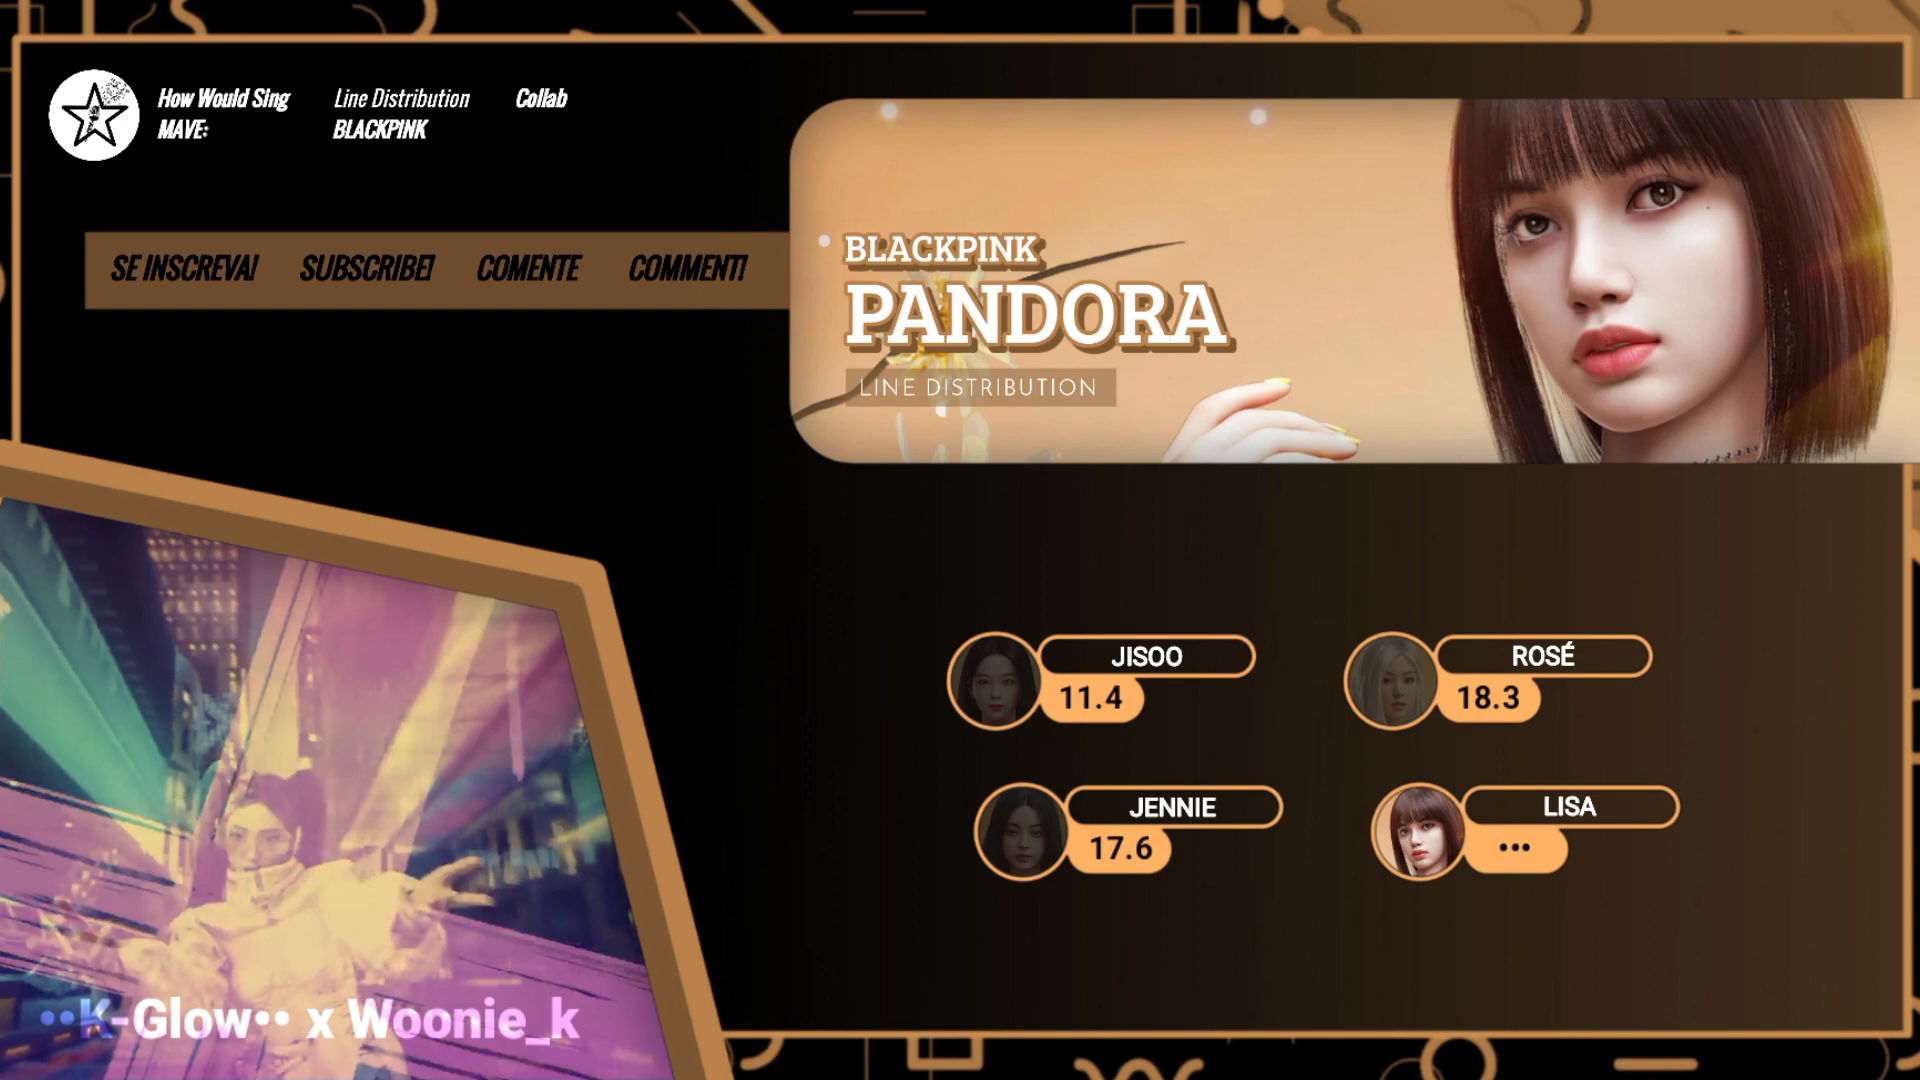 How Would Sing
MAVE:
Line Distribution
BLACKPINK
Collab
SE INSCREVA!
SUBSCRIBE!
COMENTE
COMMENT!
BLACKPINK
PANDORA
LINE DISTRIBUTION
JISOO
11.4
ROSÉ
18.3
JENNIE
17.6
LISA
•••
••K-Glow•• x Woonie_k